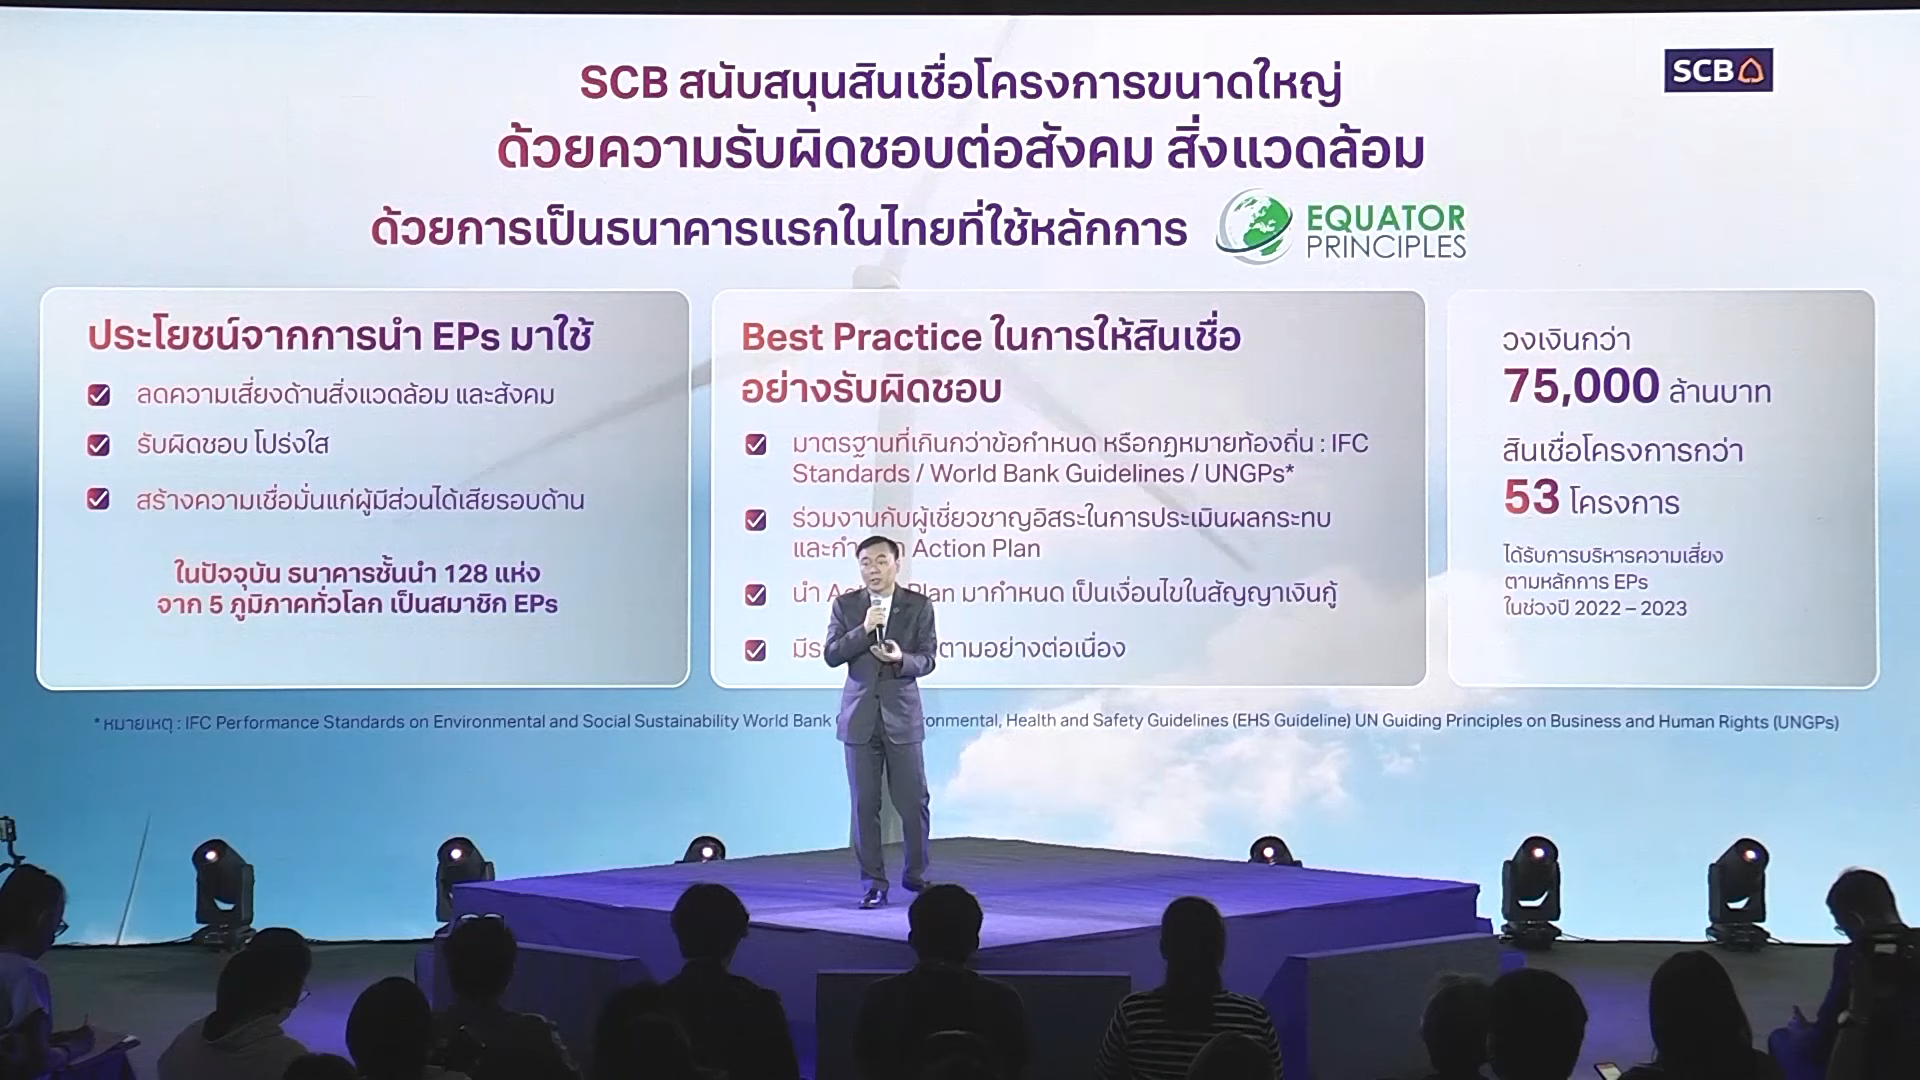 SCB สนับสนุนสินเชื่อโครงการขนาดใหญ่
SCB
ด้วยความรับผิดชอบต่อสังคม สิ่งแวดล้อม
ด้วยการเป็นธนาคารแรกในไทยที่ใช้หลักการ
EQUATOR
PRINCIPLES
ประโยชน์จากการนำ EPs มาใช้
ลดความเสี่ยงด้านสิ่งแวดล้อม และสังคม
รับผิดชอบ โปร่งใส
สร้างความเชื่อมั่นแก่ผู้มีส่วนได้เสียรอบด้าน
ในปัจจุบัน ธนาคารชั้นนำ 128 แห่ง
จาก 5 ภูมิภาคทั่วโลก เป็นสมาชิก EPs
Best Practice ในการให้สินเชื่อ
อย่างรับผิดชอบ
มาตรฐานที่เกินกว่าข้อกำหนด หรือกฎหมายท้องถิ่น : IFC
Standards / World Bank Guidelines / UNGPs*
ร่วมงานกับผู้เชี่ยวชาญอิสระในการประเมินผลกระทบ
Action Plan
นำ Plan มากำหนด เป็นเงื่อนไขในสัญญาเงินกู้
ตามอย่างต่อเนื่อง
วงเงินกว่า
75,000 ล้านบาท
สินเชื่อโครงการกว่า
53 โครงการ
ได้รับการบริหารความเสี่ยง
ตามหลักการ EPs
ในช่วงปี 2022 – 2023
* หมายเหตุ : IFC Performance Standards on Environmental and Social Sustainability World Bank Health and Safety Guidelines (EHS Guideline) UN Guiding Principles on Business and Human Rights (UNGPs)